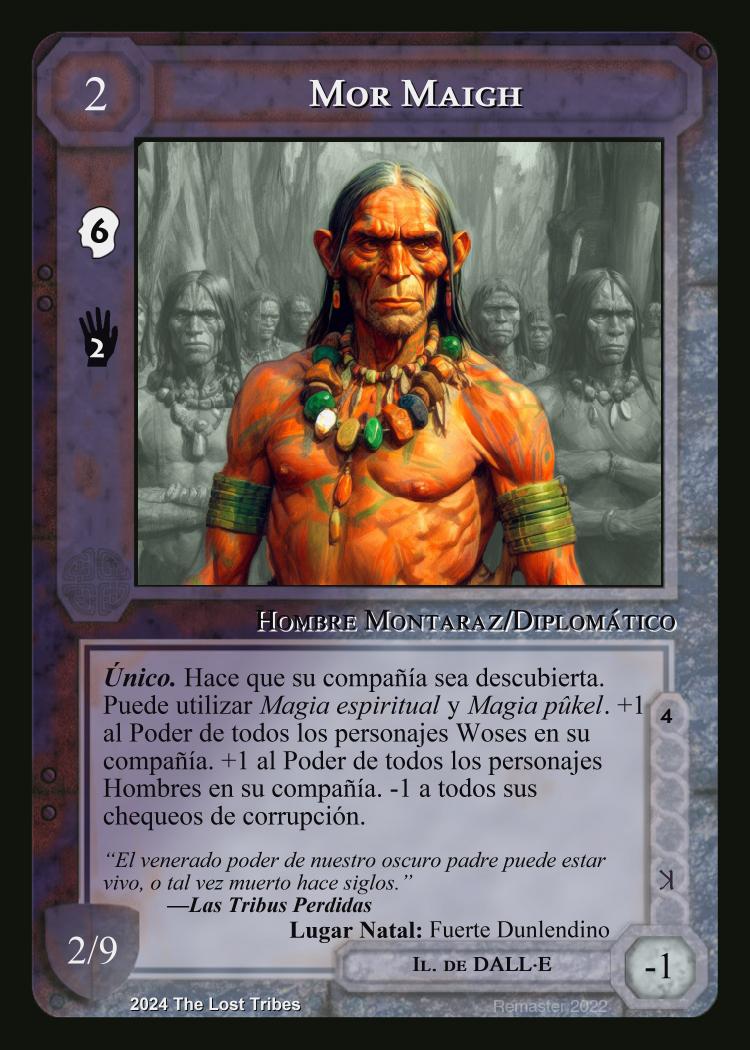 2
Mor Maigh
6
2
Hombre Montaraz/Diplomático
Único. Hace que su compañía sea descubierta.
Puede utilizar Magia espiritual y Magia pûkel. +1
al Poder de todos los personajes Woses en su
compañía. +1 al Poder de todos los personajes
Hombres en su compañía. -1 a todos sus
chequeos de corrupción.
4
“El venerado poder de nuestro oscuro padre puede estar
vivo, o tal vez muerto hace siglos.”
—Las Tribus Perdidas
Lugar Natal: Fuerte Dunlendino
2/9
Il. de DALL·E
-1
2024 The Lost Tribes
Remaster 2022